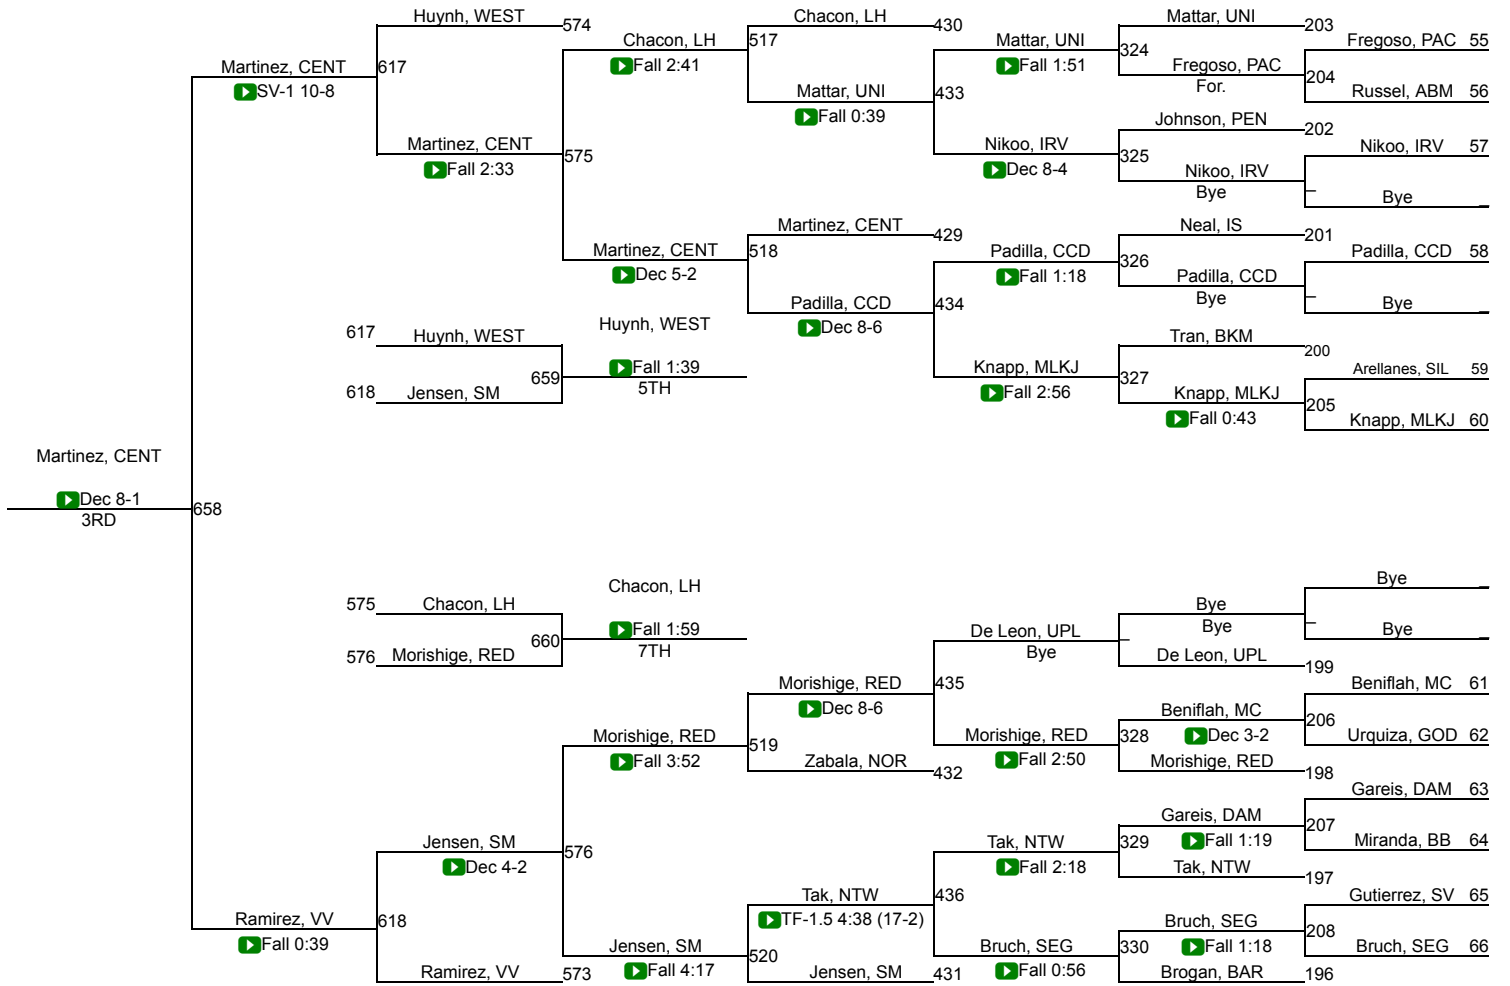 Huynh, WEST 574
Chacon, LH 430
Mattar, UNI 203
Chacon, LH 517
Mattar, UNI 324
Fregoso, PAC 55
Martinez, CENT 617
Fall 2:41
Fall 1:51
Fregoso, PAC 204
SV-1 10-8
Mattar, UNI 433
For.
Russel, ABM 56
Fall 0:39
Johnson, PEN 202
Martinez, CENT 575
Nikoo, IRV 325
Nikoo, IRV 57
Fall 2:33
Dec 8-4
Nikoo, IRV _
Bye
Bye _
Martinez, CENT 429
Neal, IS 201
Martinez, CENT 518
Padilla, CCD 326
Padilla, CCD 58
Dec 5-2
Fall 1:18
Padilla, CCD _
Padilla, CCD 434
Bye
Bye _
Dec 8-6
617 Huynh, WEST
Huynh, WEST
Tran, BKM 200
659
Fall 1:39
Knapp, MLKJ 327
Arellanes, SIL 59
618 Jensen, SM
5TH
Fall 2:56
Knapp, MLKJ 205
Fall 0:43
Knapp, MLKJ 60
Martinez, CENT
Dec 8-1
658
3RD
Chacon, LH
Bye _
575 Chacon, LH
Bye _
660
Fall 1:59
De Leon, UPL _
Bye
Bye _
576 Morishige, RED
7TH
Bye
De Leon, UPL 199
Morishige, RED 435
Beniflah, MC 61
Dec 8-6
Beniflah, MC 206
Morishige, RED 519
Morishige, RED 328
Dec 3-2
Urquiza, GOD 62
Fall 3:52
Zabala, NOR 432
Fall 2:50
Morishige, RED 198
Gareis, DAM 63
Gareis, DAM 207
Jensen, SM 576
Tak, NTW 329
Fall 1:19
Miranda, BB 64
Dec 4-2
Fall 2:18
Tak, NTW 197
Tak, NTW 436
Gutierrez, SV 65
Ramirez, VV 618
TF-1.5 4:38 (17-2)
Bruch, SEG 208
Fall 0:39
Jensen, SM 520
Bruch, SEG 330
Fall 1:18
Bruch, SEG 66
Ramirez, VV 573
Fall 4:17
Jensen, SM 431
Fall 0:56
Brogan, BAR 196